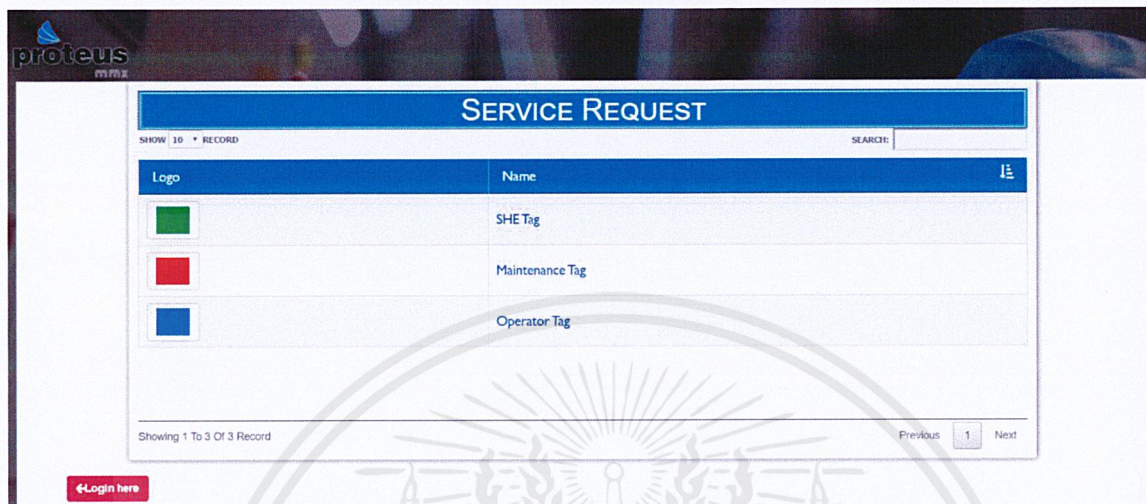 proteus
mmx
SERVICE REQUEST
SHOW 10 RECORD
SEARCH:
Logo Name
SHE Tag
Maintenance Tag
Operator Tag
Showing 1 To 3 Of 3 Record
Previous 1 Next
Login here